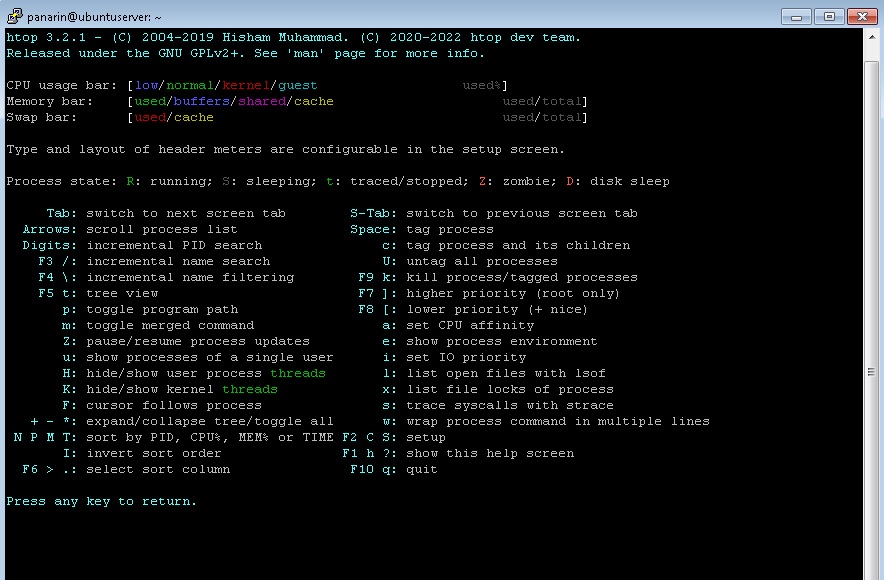 panarin@ubuntuserver: ~
htop 3.2.1 - (C) 2004-2019 Hisham Muhammad. (C) 2020-2022 htop dev team.
Released under the GNU GPLv2+. See 'man' page for more info.
CPU usage bar: [low/normal/kernel/guest used%]
Memory bar: [used/buffers/shared/cache used/total]
Swap bar: [used/cache used/total]
Type and layout of header meters are configurable in the setup screen.
Process state: R: running; S: sleeping; t: traced/stopped; Z: zombie; D: disk sleep
Tab: switch to next screen tab S-Tab: switch to previous screen tab
Arrows: scroll process list Space: tag process
Digits: incremental PID search c: tag process and its children
F3 /: incremental name search U: untag all processes
F4 \: incremental name filtering F9 k: kill process/tagged processes
F5 t: tree view F7 ]: higher priority (root only)
p: toggle program path F8 [: lower priority (+ nice)
m: toggle merged command a: set CPU affinity
Z: pause/resume process updates e: show process environment
u: show processes of a single user i: set IO priority
H: hide/show user process threads l: list open files with lsof
K: hide/show kernel threads x: list file locks of process
F: cursor follows process s: trace syscalls with strace
+ - *: expand/collapse tree/toggle all w: wrap process command in multiple lines
N P M T: sort by PID, CPU%, MEM% or TIME F2 C S: setup
I: invert sort order F1 h ?: show this help screen
F6 > .: select sort column F10 q: quit
Press any key to return.